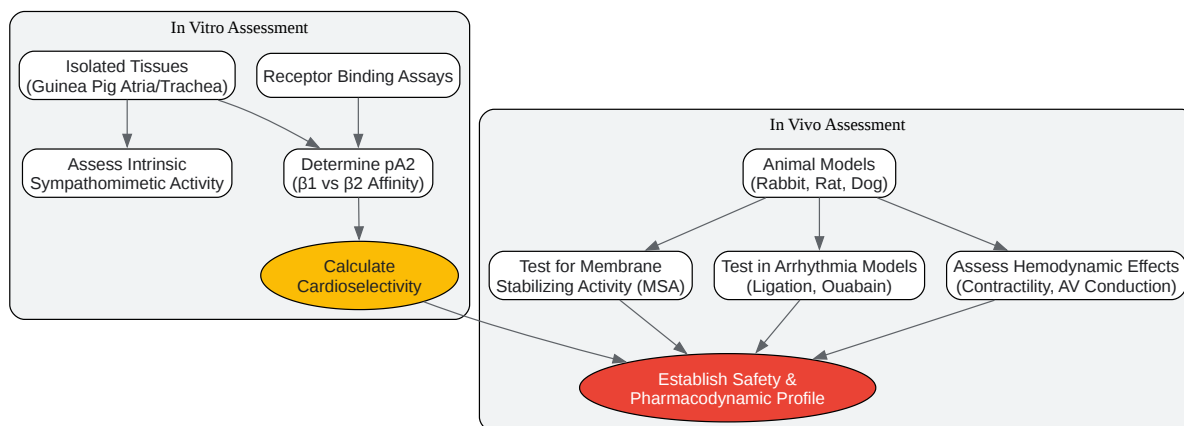 In Vitro Assessment
Isolated Tissues
(Guinea Pig Atria/Trachea)
Receptor Binding Assays
Assess Intrinsic
Sympathomimetic Activity
Determine pA2
(β1 vs β2 Affinity)
Calculate
Cardioselectivity
In Vivo Assessment
Animal Models
(Rabbit, Rat, Dog)
Test for Membrane
Stabilizing Activity (MSA)
Test in Arrhythmia Models
(Ligation, Ouabain)
Assess Hemodynamic Effects
(Contractility, AV Conduction)
Establish Safety &
Pharmacodynamic Profile